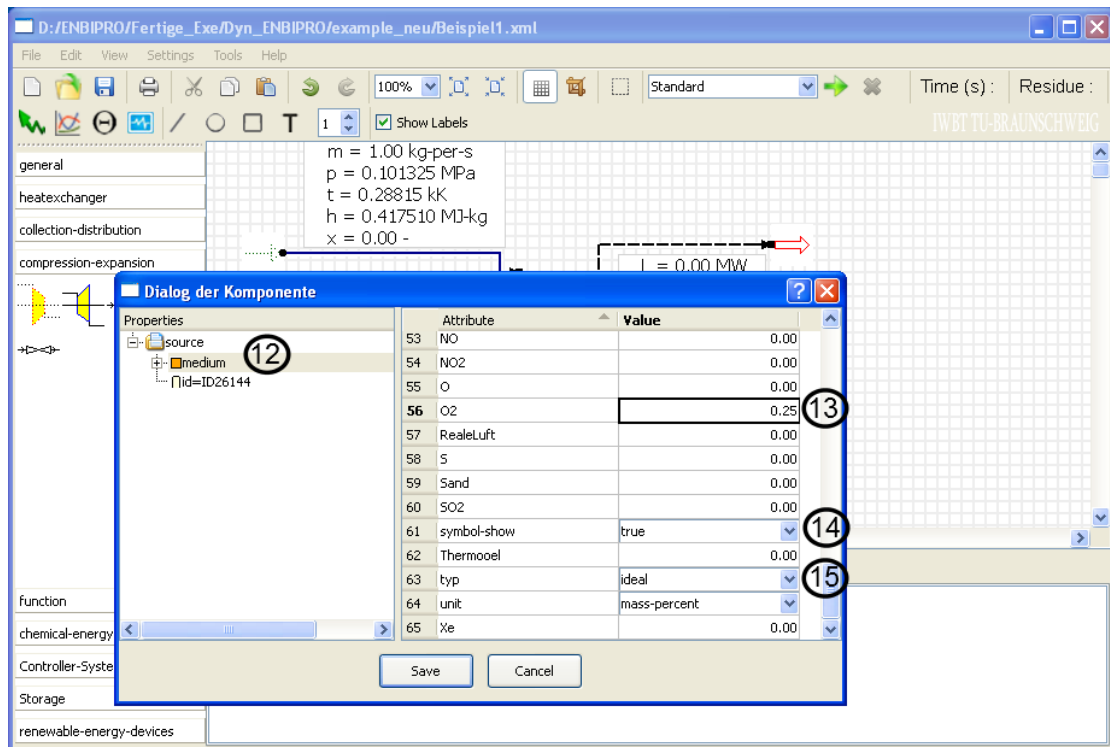 D:/ENBIPRO/Fertige_Exe/Dyn_ENBIPRO/example_neu/Beispiel1.xml
File Edit View Settings Tools Help
100% Standard Time (s) : Residue :
T 1 Show Labels IWBT TU-BRAUNSCHWEIG
general
heatexchanger
collection-distribution
compression-expansion
m = 1.00 kg-per-s
p = 0.101325 MPa
t = 0.28815 kK
h = 0.417510 MJ-kg
x = 0.00 -
L = 0.00 MW
Dialog der Komponente
Properties
source
medium 12
id=ID26144
Attribute Value
53 NO 0.00
54 NO2 0.00
55 O 0.00
56 O2 0.25 13
57 RealeLuft 0.00
58 S 0.00
59 Sand 0.00
60 SO2 0.00
61 symbol-show true 14
62 Thermooel 0.00
63 typ ideal 15
64 unit mass-percent
65 Xe 0.00
Save Cancel
function
chemical-energy
Controller-Syste
Storage
renewable-energy-devices